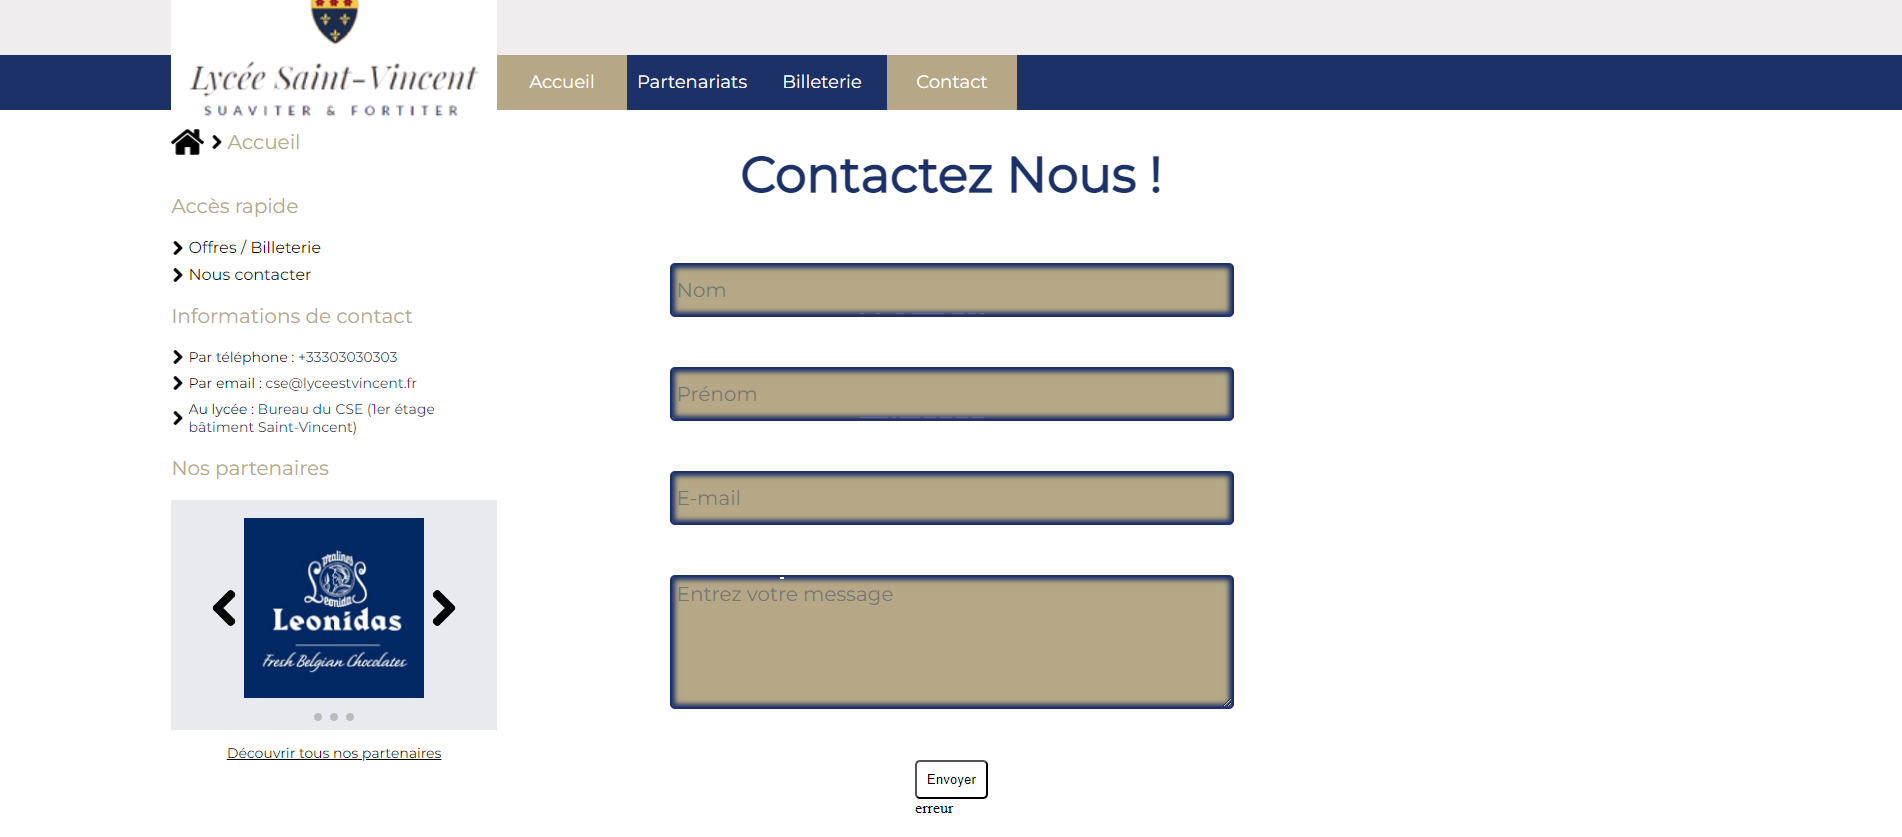 Lycée Saint-Vincent
SUAVITER & FORTITER
Accueil
Partenariats
Billeterie
Contact
Accueil
Accès rapide
Offres / Billeterie
Nous contacter
Informations de contact
Par téléphone : +33303030303
Par email : cse@lyceestvincent.fr
Au lycée : Bureau du CSE (1er étage
bâtiment Saint-Vincent)
Nos partenaires
Pralines
Leonidas
Leonidas
Fresh Belgian Chocolates
Découvrir tous nos partenaires
Contactez Nous !
Nom
Prénom
E-mail
Entrez votre message
Envoyer
erreur